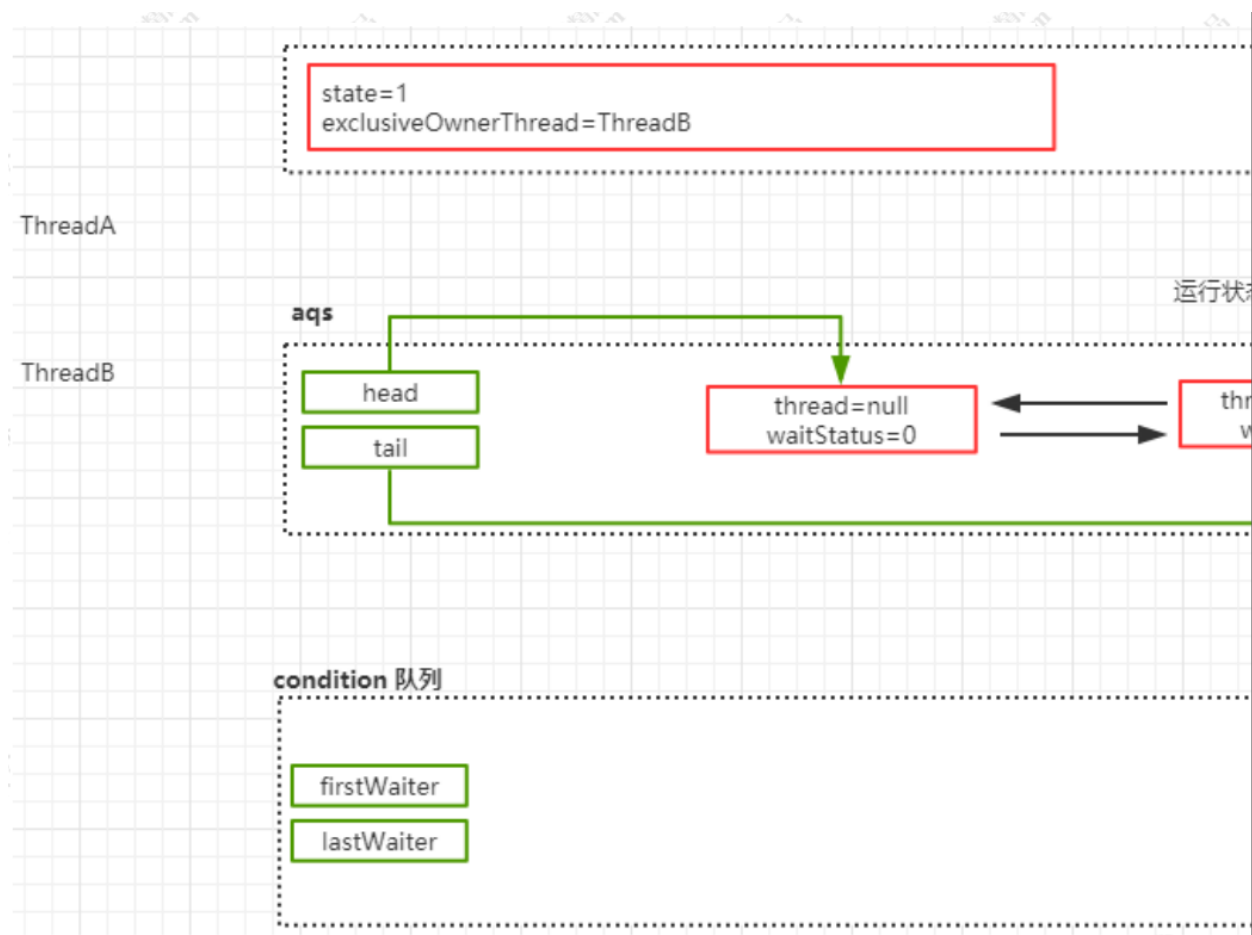 state=1
exclusiveOwnerThread=ThreadB
ThreadA
运行状
aqs
ThreadB
head
thread=null
waitStatus=0
tail
condition 队列
firstWaiter
lastWaiter